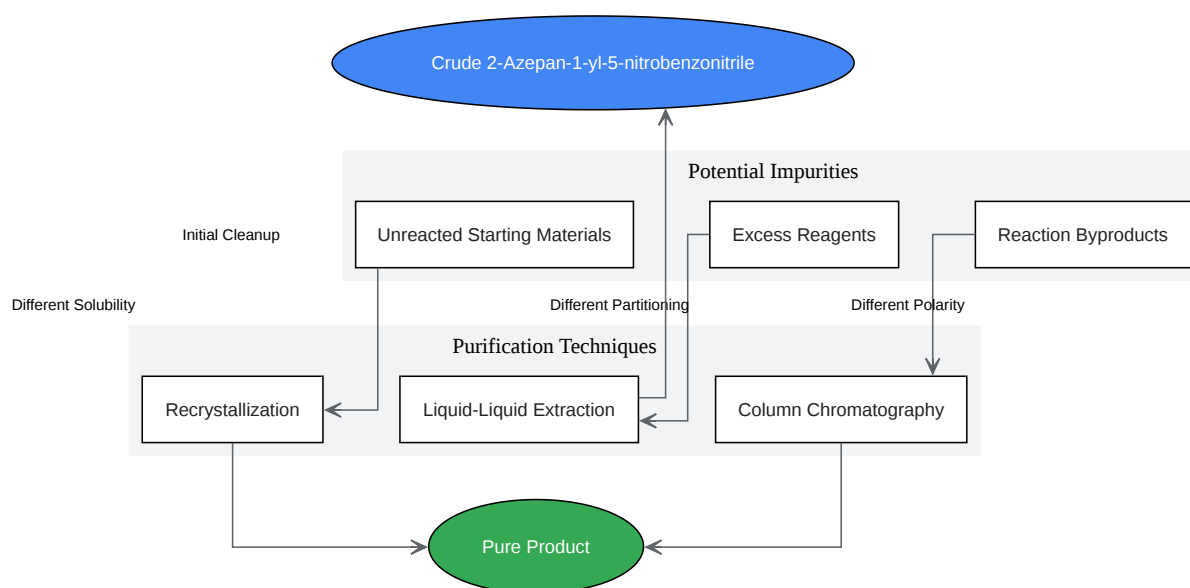 Crude 2-Azepan-1-yl-5-nitrobenzonitrile
Potential Impurities
Unreacted Starting Materials
Excess Reagents
Reaction Byproducts
Initial Cleanup
Different Solubility
Different Partitioning
Different Polarity
Purification Techniques
Recrystallization
Liquid-Liquid Extraction
Column Chromatography
Pure Product